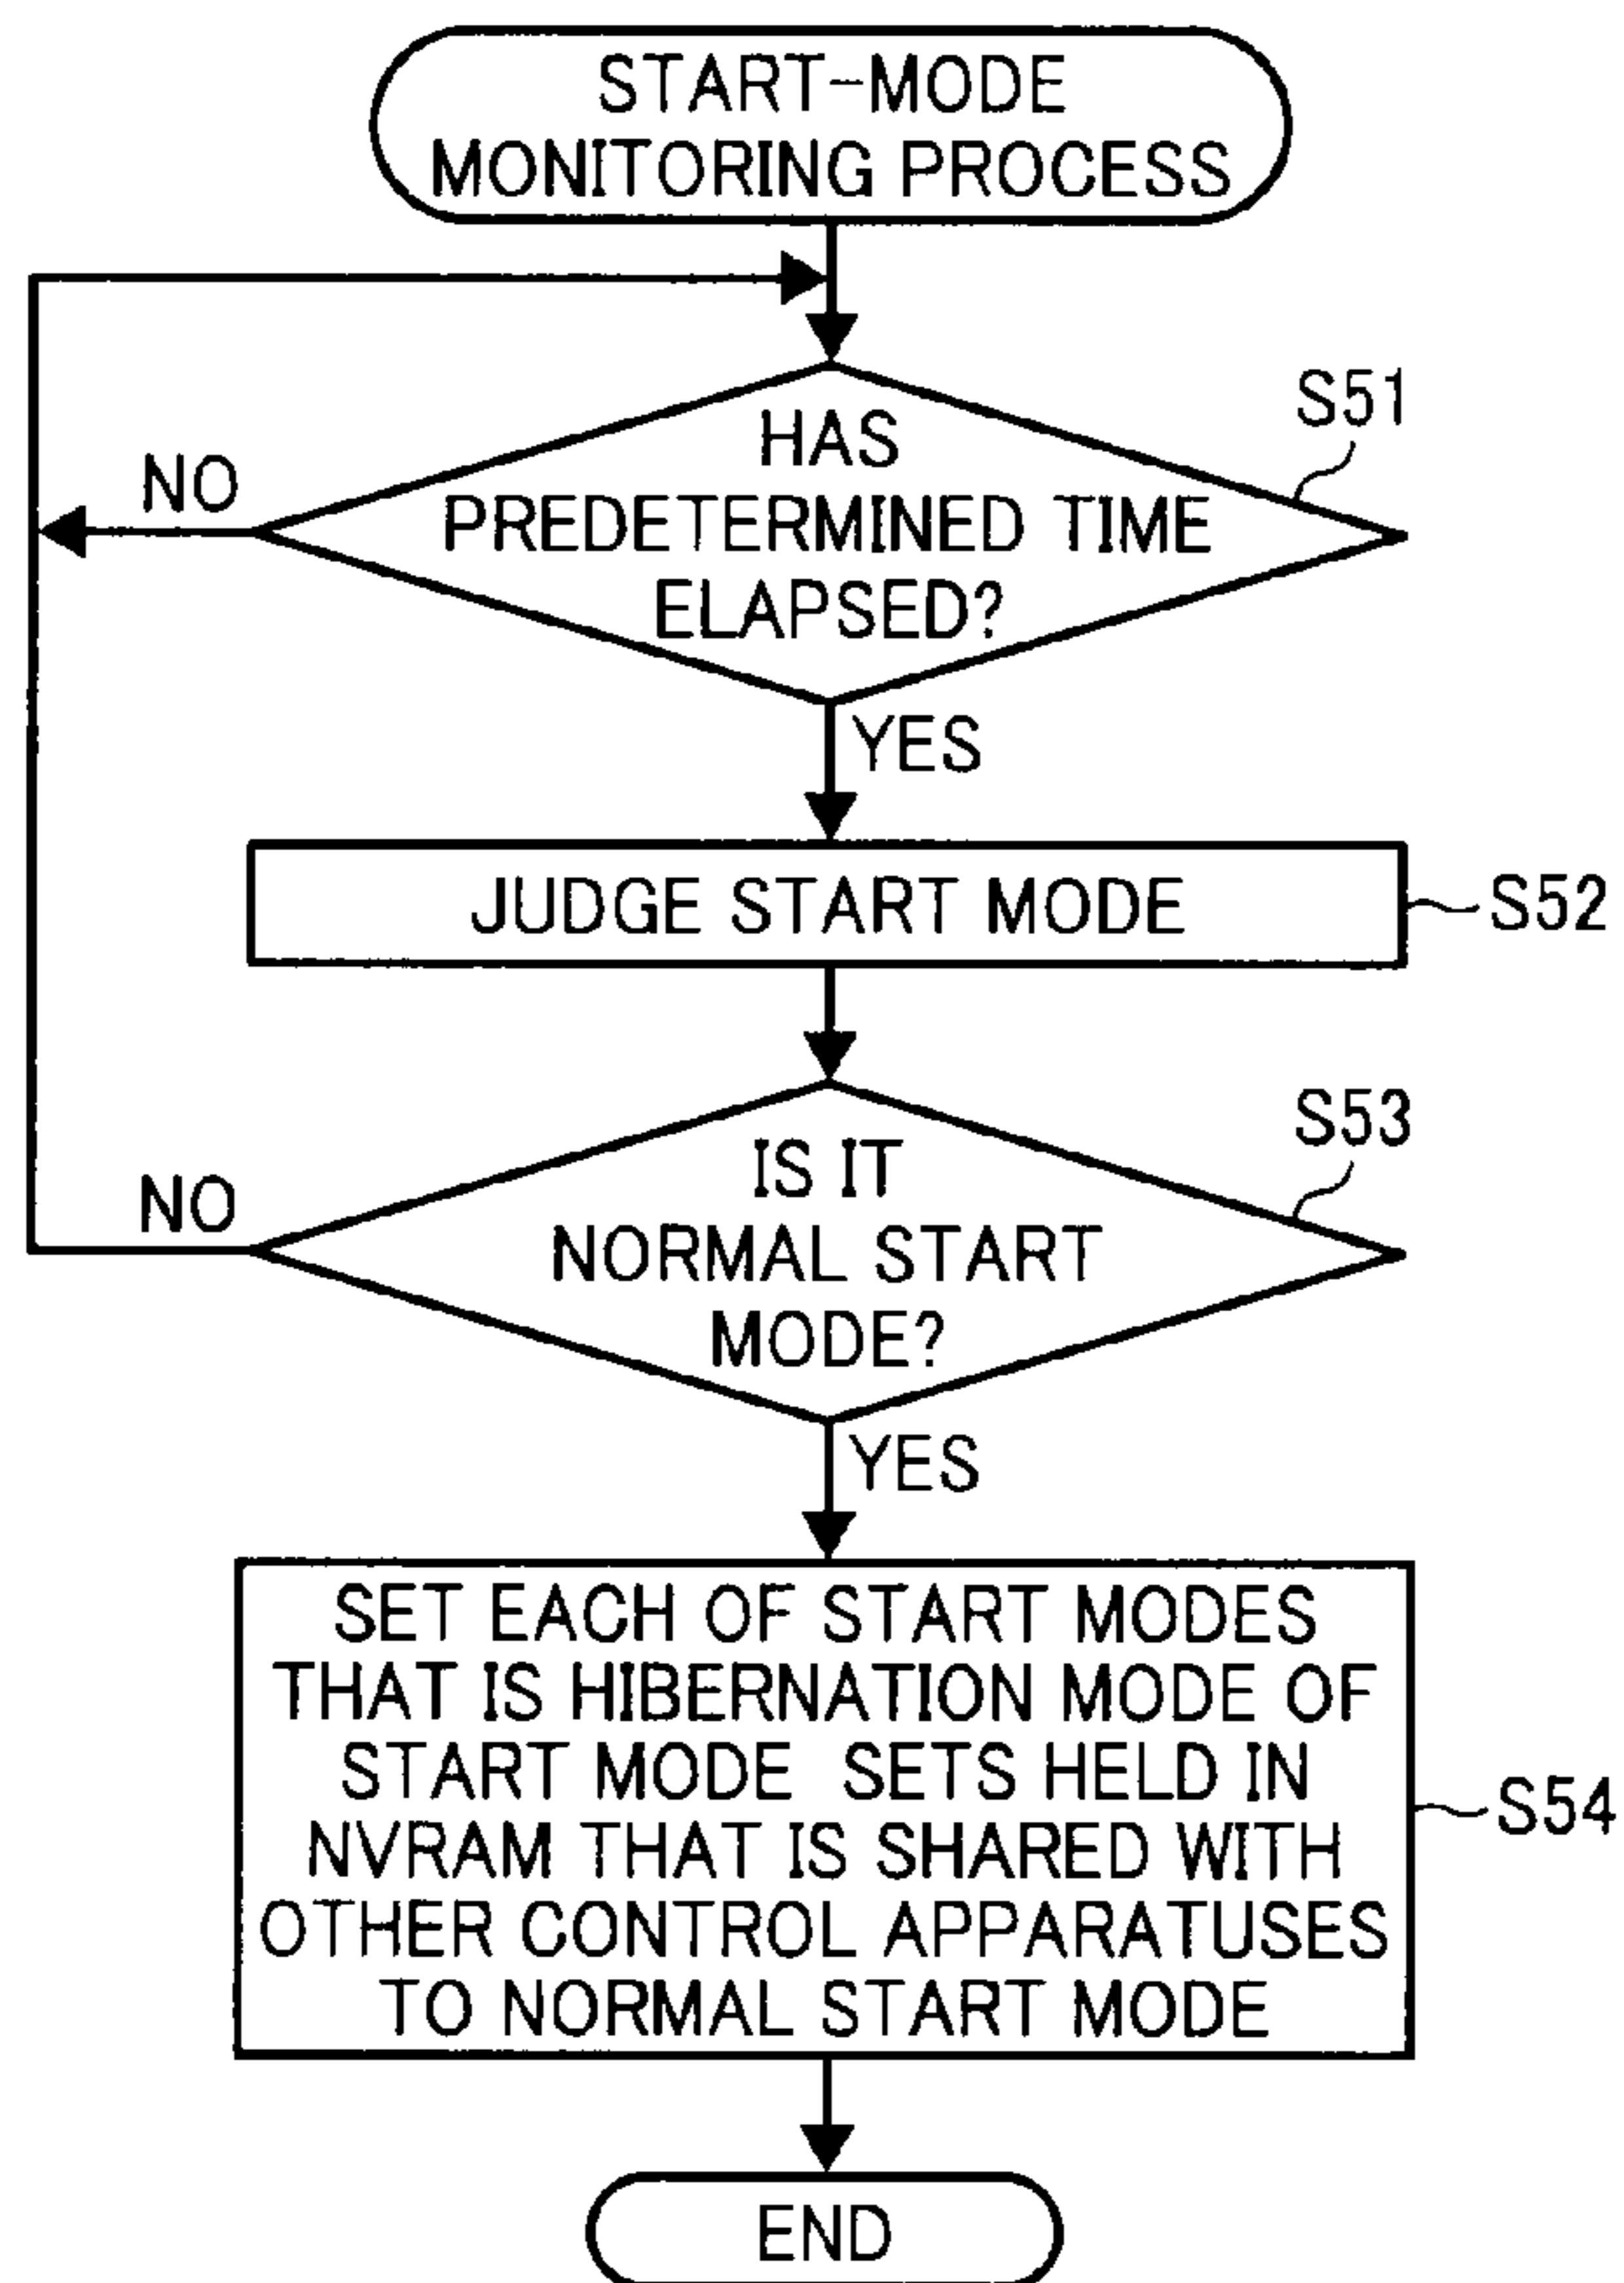 START-MODE
MONITORING PROCESS
S51
HAS
PREDETERMINED TIME
ELAPSED?
NO
YES
JUDGE START MODE
S52
S53
IS IT
NORMAL START
MODE?
NO
YES
SET EACH OF START MODES
THAT IS HIBERNATION MODE OF
START MODE SETS HELD IN
NVRAM THAT IS SHARED WITH
OTHER CONTROL APPARATUSES
TO NORMAL START MODE
S54
END